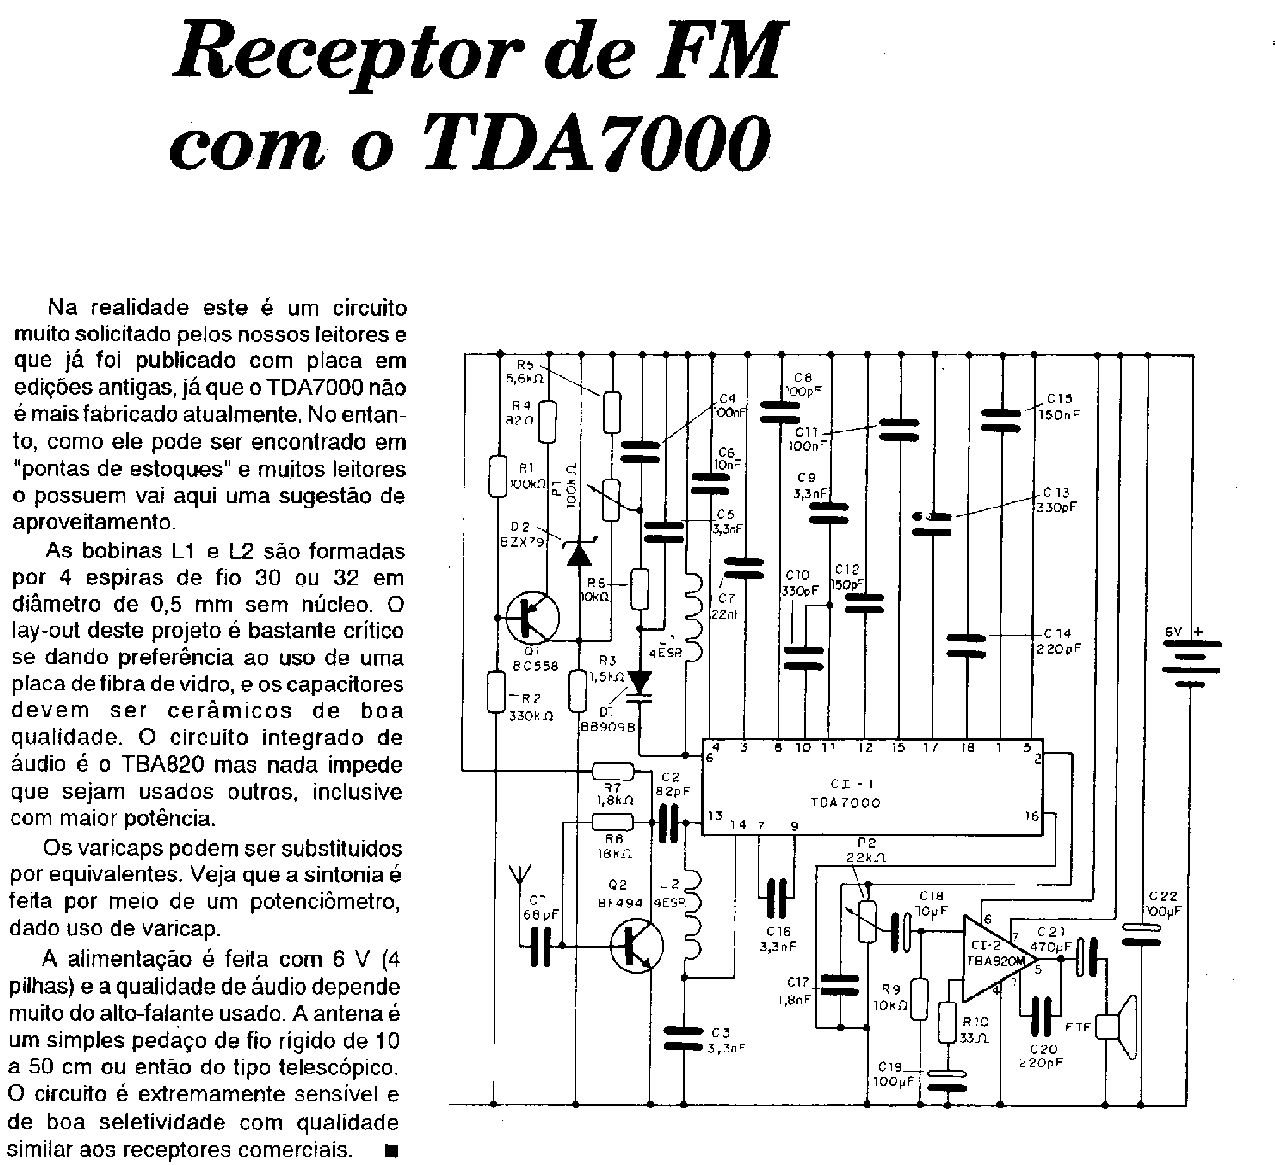 Receptor de FM
com o TDA7000
Na realidade este é um circuito
muito solicitado pelos nossos leitores e
que já foi publicado com placa em
edições antigas, já que o TDA7000 não
é mais fabricado atualmente. No entan-
to, como ele pode ser encontrado em
"pontas de estoques" e muitos leitores
o possuem vai aqui uma sugestão de
aproveitamento.
As bobinas L1 e L2 são formadas
por 4 espiras de fio 30 ou 32 em
diâmetro de 0,5 mm sem núcleo. O
lay-out deste projeto é bastante crítico
se dando preferência ao uso de uma
placa de fibra de vidro, e os capacitores
devem ser cerâmicos de boa
qualidade. O circuito integrado de
áudio é o TBA820 mas nada impede
que sejam usados outros, inclusive
com maior potência.
Os varicaps podem ser substituidos
por equivalentes. Veja que a sintonia é
feita por meio de um potenciômetro,
dado uso de varicap.
A alimentação é feita com 6 V (4
pilhas) e a qualidade de áudio depende
muito do alto-falante usado. A antena é
um simples pedaço de fio rígido de 10
a 50 cm ou então do tipo telescópico.
O circuito é extremamente sensível e
de boa seletividade com qualidade
similar aos receptores comerciais.
R5
5,6kΩ
R4
82Ω
R1
100kΩ
P1
100kΩ
D2
BZX79
R6
10kΩ
Q1
BC558
R2
330kΩ
R3
1,5kΩ
D1
BB909B
4ESP
C4
100nF
C6
10nF
C5
3,3nF
C7
C8
100pF
C11
100nF
C9
3,3nF
C10
330pF
C12
150pF
C15
150nF
C13
330pF
C14
220pF
6V +
4 3 8 10 11 12 15 17 18 1 5
6 2
CI-1
TDA7000
13 14 7 9 16
R7
1,8kΩ
C2
82pF
R8
18kΩ
Q2
BF494
4ESP
68pF
C3
3,3nF
C16
3,3nF
P2
22kΩ
C18
10µF
C17
1,8nF
R9
10kΩ
6
7
CI-2
TBA820M
5
4
1
R10
33Ω
C19
100µF
C21
470µF
C20
220pF
FTE
C22
100µF